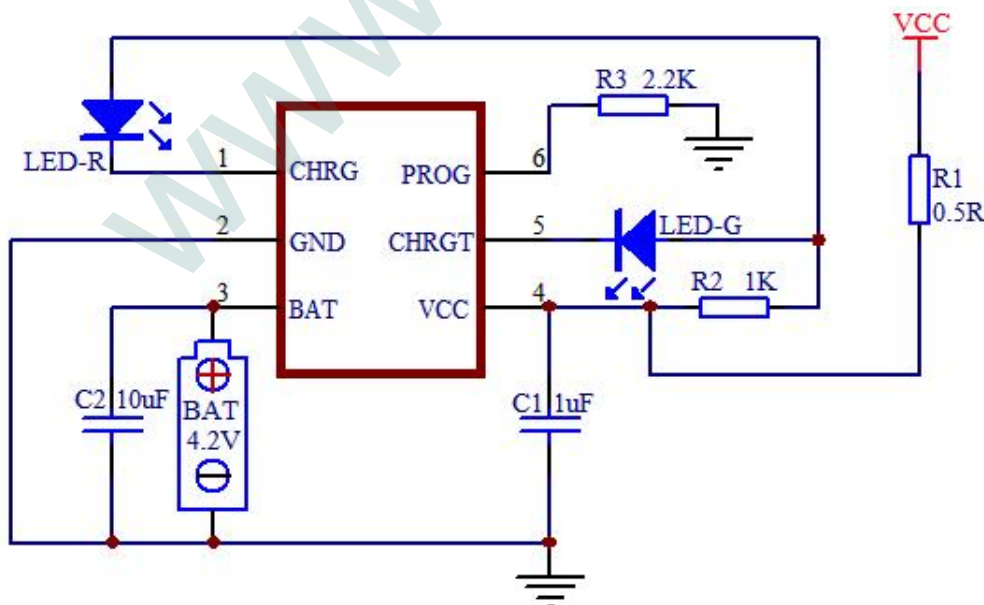 VCC
R3 2.2K
LED-R
1
CHRG
PROG
6
R1
0.5R
2
GND
CHRGT
5
LED-G
R2 1K
3
BAT
VCC
4
C2 10uF
BAT
4.2V
C1 1uF
WWW